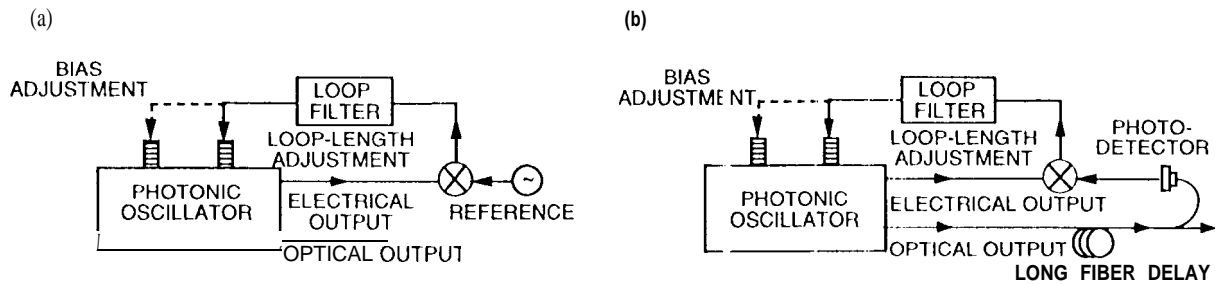 (a)
BIAS
ADJUSTMENT
LOOP
FILTER
LOOP-LENGTH
ADJUSTMENT
PHOTONIC
OSCILLATOR
ELECTRICAL
OUTPUT
REFERENCE
OPTICAL OUTPUT
(b)
BIAS
ADJUSTMENT
LOOP
FILTER
LOOP-LENGTH
ADJUSTMENT
PHOTO-
DETECTOR
PHOTONIC
OSCILLATOR
ELECTRICAL OUTPUT
OPTICAL OUTPUT
LONG FIBER DELAY